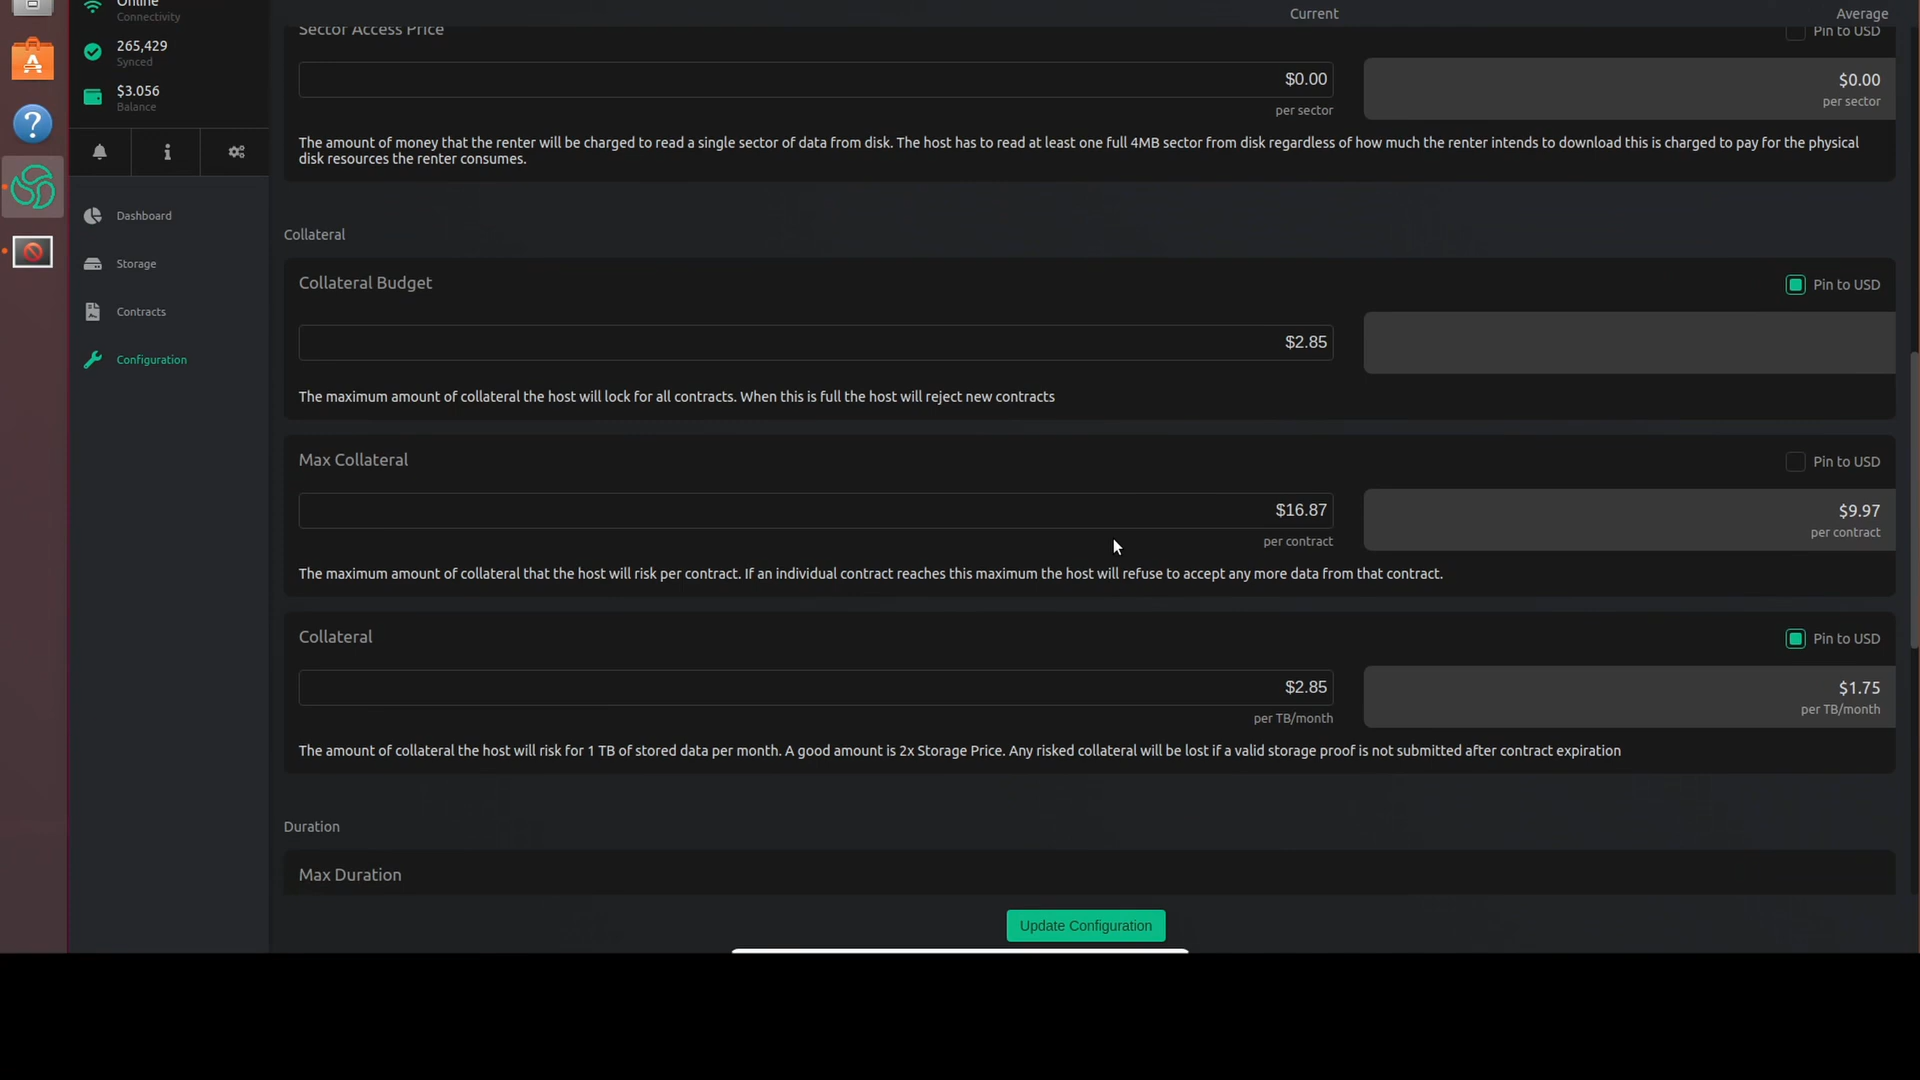 Online
Connectivity
265,429
Synced
$3.056
Balance
Dashboard
Storage
Contracts
Configuration
Current
Average
Sector Access Price
Pin to USD
$0.00
per sector
$0.00
per sector
The amount of money that the renter will be charged to read a single sector of data from disk. The host has to read at least one full 4MB sector from disk regardless of how much the renter intends to download this is charged to pay for the physical
disk resources the renter consumes.
Collateral
Collateral Budget
Pin to USD
$2.85
The maximum amount of collateral the host will lock for all contracts. When this is full the host will reject new contracts
Max Collateral
Pin to USD
$16.87
per contract
$9.97
per contract
The maximum amount of collateral that the host will risk per contract. If an individual contract reaches this maximum the host will refuse to accept any more data from that contract.
Collateral
Pin to USD
$2.85
per TB/month
$1.75
per TB/month
The amount of collateral the host will risk for 1 TB of stored data per month. A good amount is 2x Storage Price. Any risked collateral will be lost if a valid storage proof is not submitted after contract expiration
Duration
Max Duration
Update Configuration